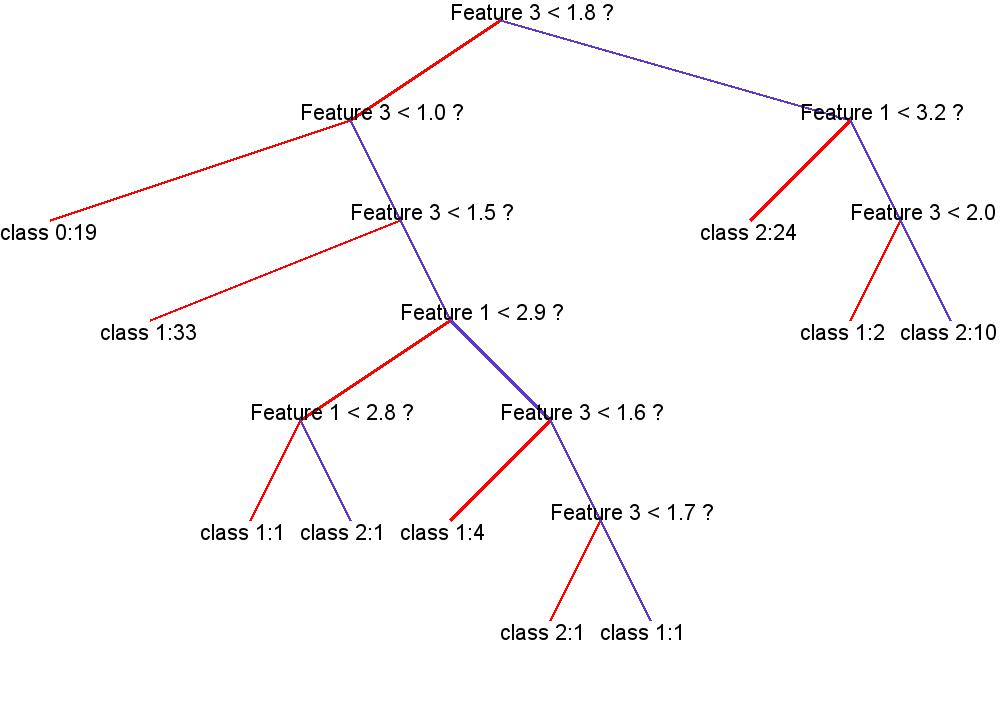 Feature 3 < 1.8 ?
Feature 3 < 1.0 ?
Feature 1 < 3.2 ?
class 0:19
Feature 3 < 1.5 ?
class 2:24
Feature 3 < 2.0
class 1:33
Feature 1 < 2.9 ?
class 1:2
class 2:10
Feature 1 < 2.8 ?
Feature 3 < 1.6 ?
class 1:1
class 2:1
class 1:4
Feature 3 < 1.7 ?
class 2:1
class 1:1